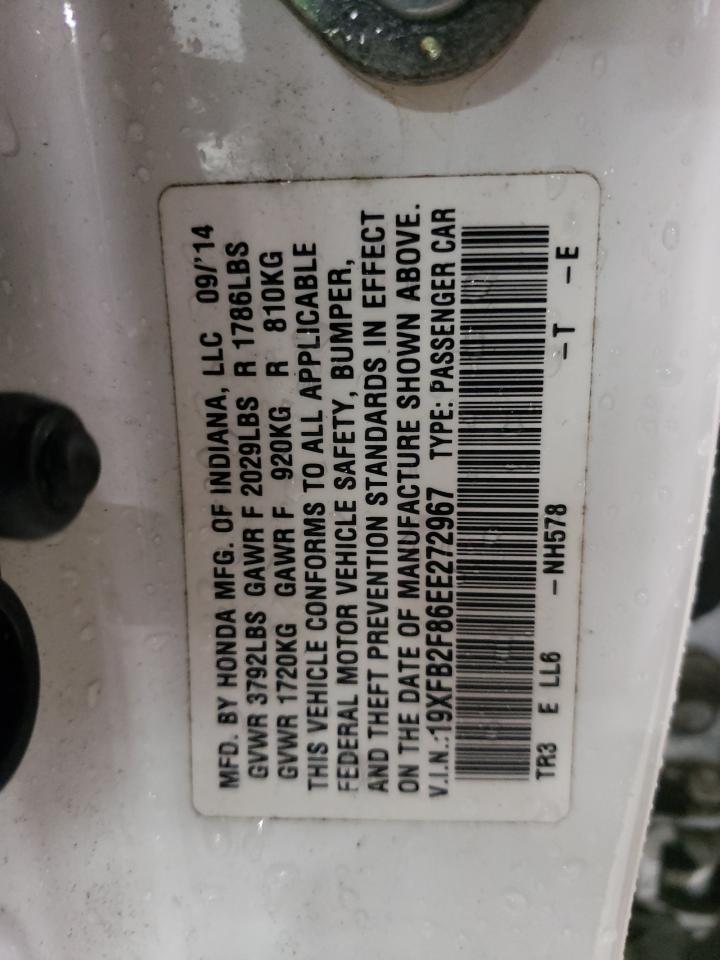 MFD. BY HONDA MFG. OF INDIANA, LLC 09/'14
GVWR 3792LBS GAWR F 2029LBS R 1786LBS
GVWR 1720KG GAWR F 920KG R 810KG
THIS VEHICLE CONFORMS TO ALL APPLICABLE
FEDERAL MOTOR VEHICLE SAFETY, BUMPER,
AND THEFT PREVENTION STANDARDS IN EFFECT
ON THE DATE OF MANUFACTURE SHOWN ABOVE.
V.I.N.:19XFB2F86EE272967 TYPE: PASSENGER CAR
TR3 E LL6 -NH578 -T -E